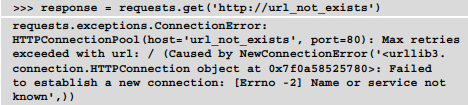 >>> response = requests.get('http://url_not_exists')
requests.exceptions.ConnectionError:
HTTPConnectionPool(host='url_not_exists', port=80): Max retries
exceeded with url: / (Caused by NewConnectionError('<urllib3.
connection.HTTPConnection object at 0x7f0a58525780>: Failed
to establish a new connection: [Errno -2] Name or service not
known',))